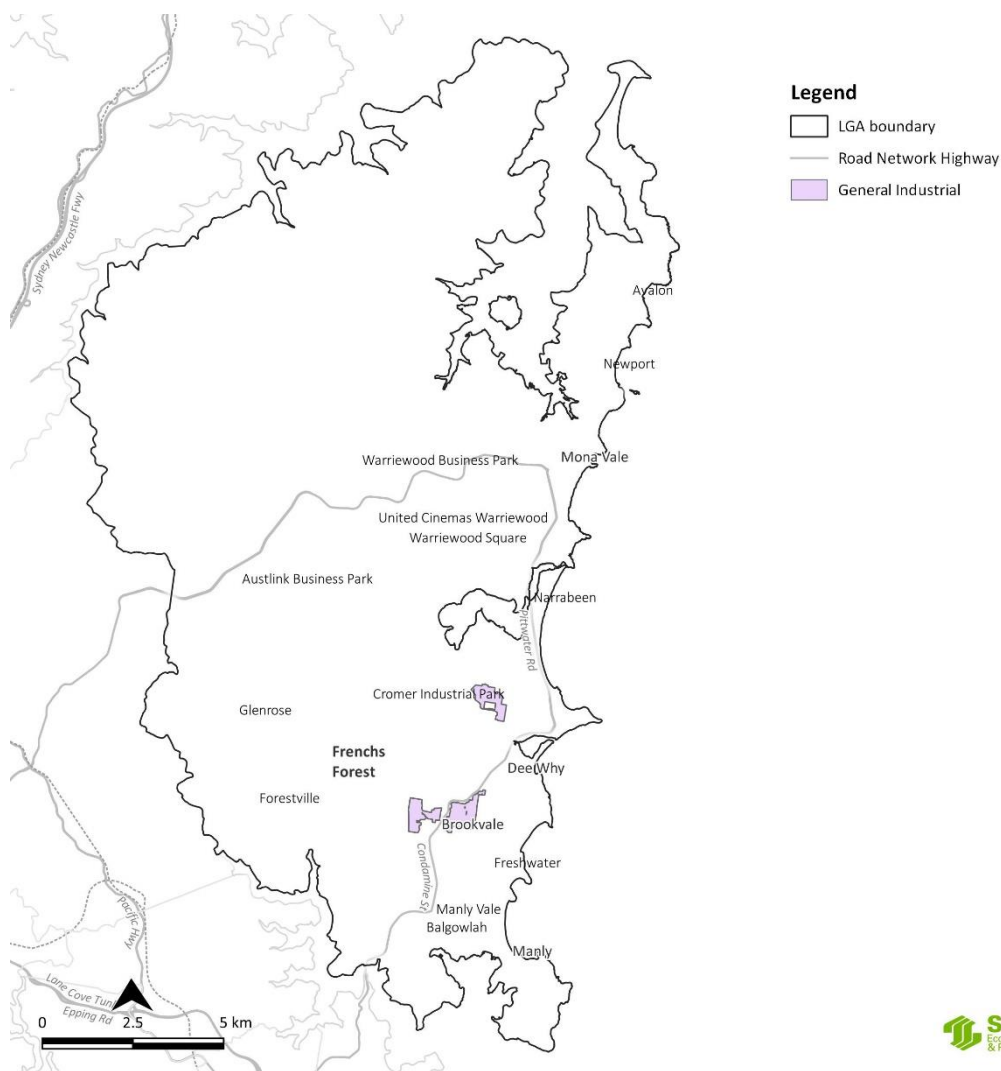 Legend
LGA boundary
Road Network Highway
General Industrial
Sydney Newcastle Fwy
Avalon
Newport
Warriewood Business Park
Mona Vale
United Cinemas Warriewood
Warriewood Square
Austlink Business Park
Narrabeen
Pittwater Rd
Cromer Industrial Park
Glenrose
Frenchs
Forest
Dee Why
Forestville
Brookvale
Condamine St
Freshwater
Manly Vale
Balgowlah
Pacific Hwy
Manly
Lane Cove Tun
Epping Rd
0 2.5 5 km
S
Eco
& P